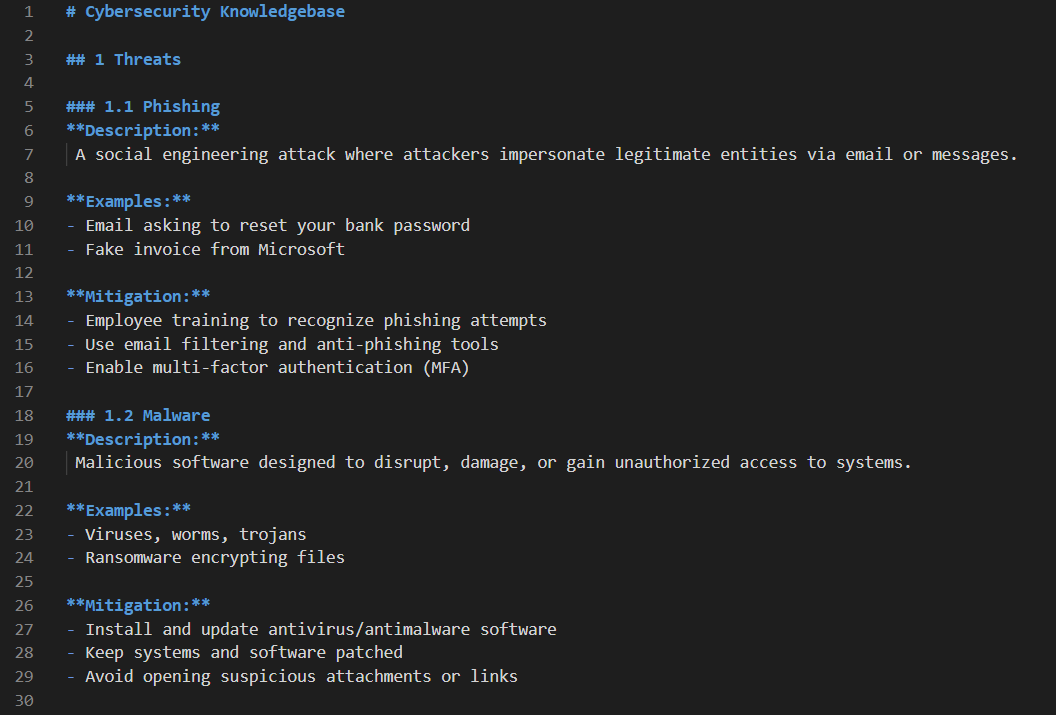 1 # Cybersecurity Knowledgebase
2
3 ## 1 Threats
4
5 ### 1.1 Phishing
6 **Description:**
7 A social engineering attack where attackers impersonate legitimate entities via email or messages.
8
9 **Examples:**
10 - Email asking to reset your bank password
11 - Fake invoice from Microsoft
12
13 **Mitigation:**
14 - Employee training to recognize phishing attempts
15 - Use email filtering and anti-phishing tools
16 - Enable multi-factor authentication (MFA)
17
18 ### 1.2 Malware
19 **Description:**
20 Malicious software designed to disrupt, damage, or gain unauthorized access to systems.
21
22 **Examples:**
23 - Viruses, worms, trojans
24 - Ransomware encrypting files
25
26 **Mitigation:**
27 - Install and update antivirus/antimalware software
28 - Keep systems and software patched
29 - Avoid opening suspicious attachments or links
30